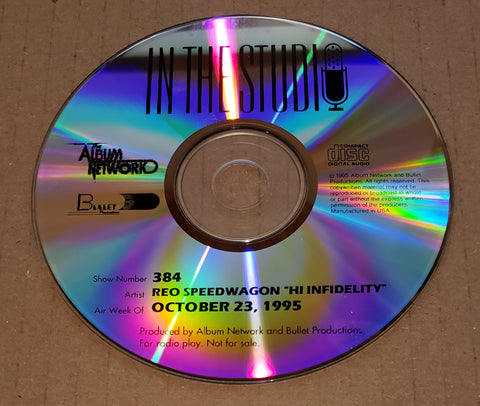 IN THE STUDIO
the
ALBUM
NETWORK
BULLET
Productions
COMPACT
disc
DIGITAL AUDIO
© 1995 Album Network and Bullet
Productions. All rights reserved. This
copywritten material may not be
reproduced or broadcast in whole
or part without the express written
permission of the producers.
Manufactured in USA.
Show Number 384
Artist REO SPEEDWAGON "HI INFIDELITY"
Air Week Of OCTOBER 23, 1995
Produced by Album Network and Bullet Productions
For radio play. Not for sale.